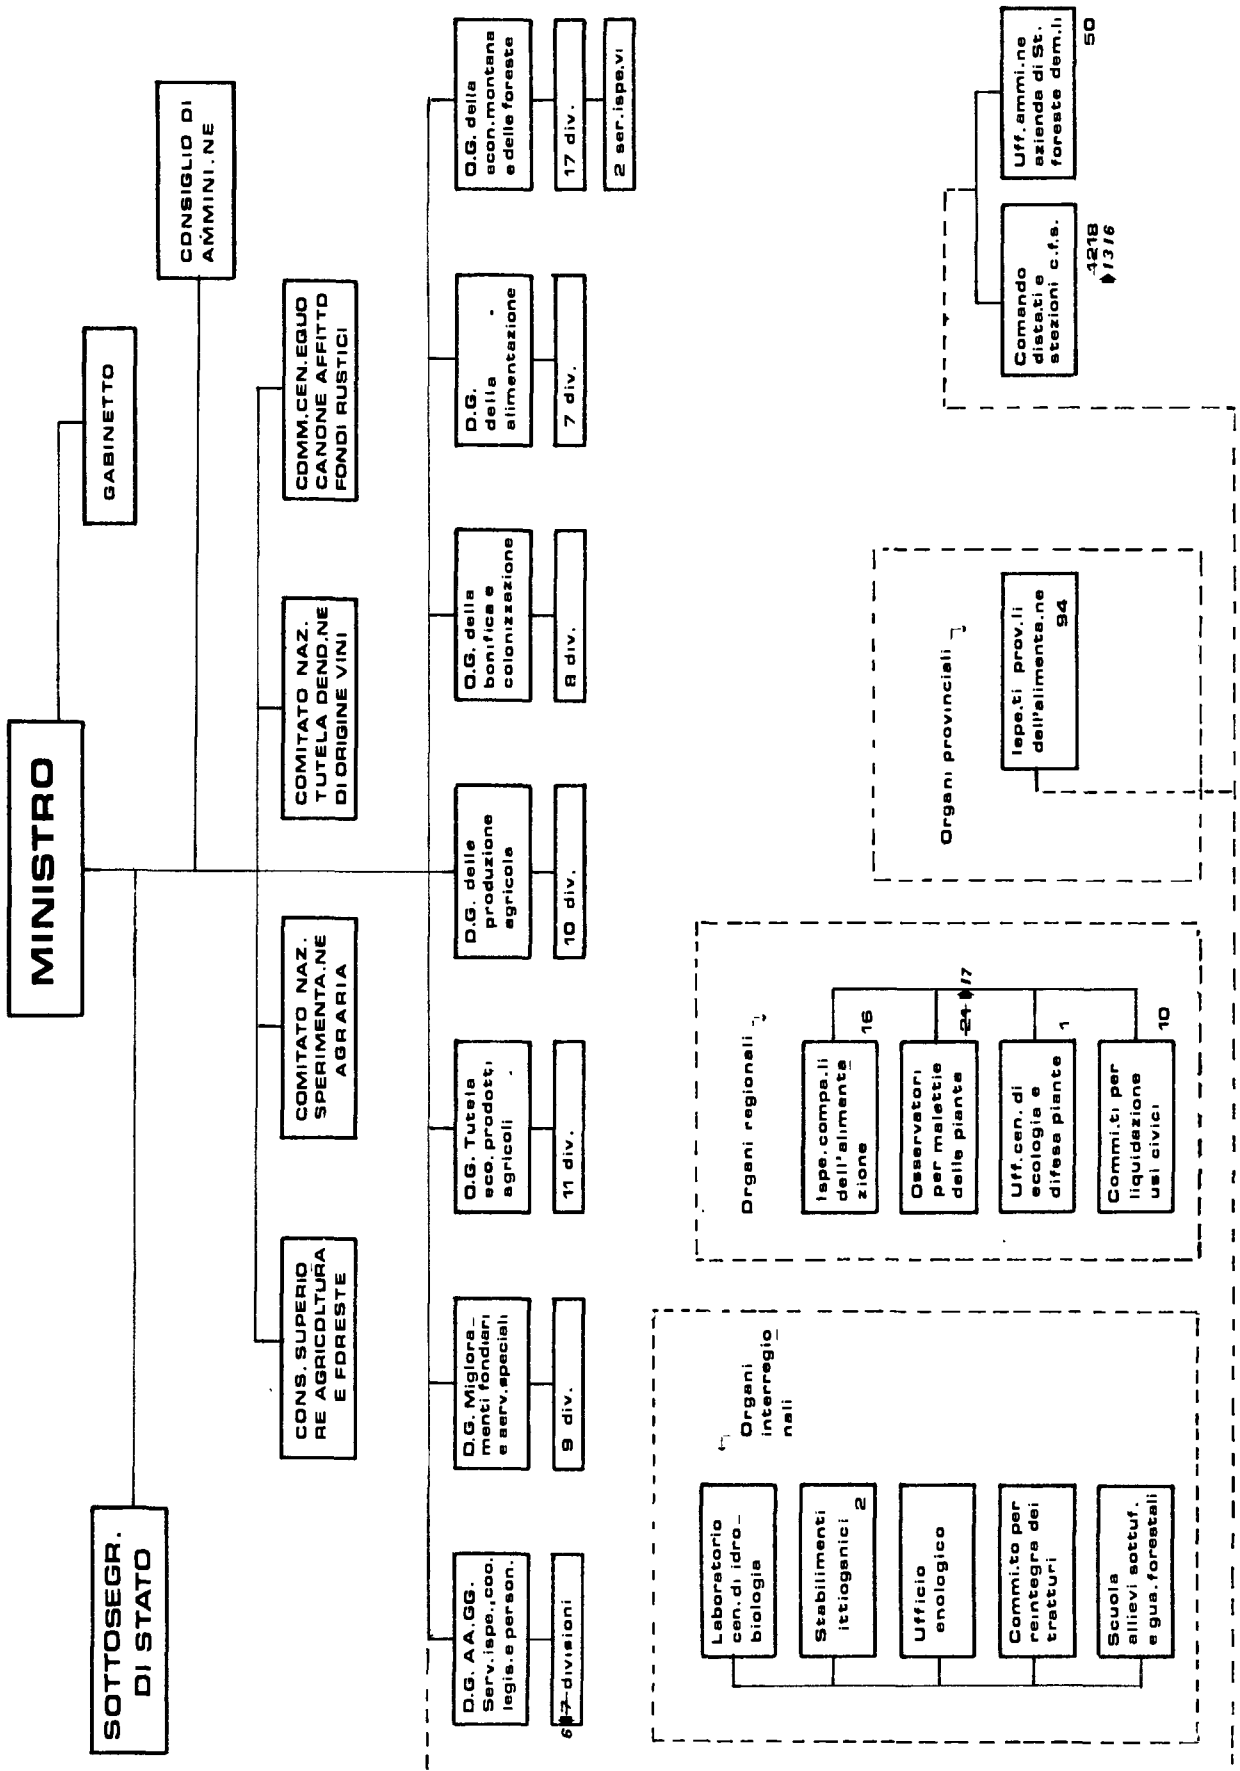 MINISTRO
GABINETTO
SOTTOSEGR.
DI STATO
CONSIGLIO DI
AMMINI.NE
CONS. SUPERIO
RE AGRICOLTURA
E FORESTE
COMITATO NAZ.
SPERIMENTA.NE
AGRARIA
COMITATO NAZ.
TUTELA DENO.NE
DI ORIGINE VINI
COMM.CEN.EQUO
CANONE AFFITTO
FONDI RUSTICI
D.G. AA.GG.
Serv.ispe.,coo.
legis.e person.
6 7 divisioni
D.G. Migliora_
menti fondiari
e serv.speciali
9 div.
D.G. Tutela
eco.prodotti
agricoli
11 div.
D.G. delle
produzione
agricola
10 div.
D.G. della
bonifica e
colonizzazione
8 div.
D.G.
della
alimentazione
7 div.
D.G. della
econ.montana
e delle foreste
17 div.
2 ser.ispe.vi
Organi
interregio_
nali
Laboratorio
cen.di idro_
biologia
Stabilimenti
ittiogenici 2
Ufficio
enologico
Commi.to per
reintegra dei
tratturi
Scuola
allievi sottuf.
e gua.forestali
Organi regionali
Ispe.compa.li
dell'alimenta_
zione
16
Osservatori
per malattie
delle piante
21 17
Uff.cen.di
ecologia e
difesa piante
1
Commi.ti per
liquidazione
usi civici
10
Organi provinciali
Ispe.ti prov.li
dell'alimenta.ne
94
Comando
dista.ti e
stazioni c.f.s.
4218
1316
Uff.ammi.ne
azienda di St.
foreste dem.li
50